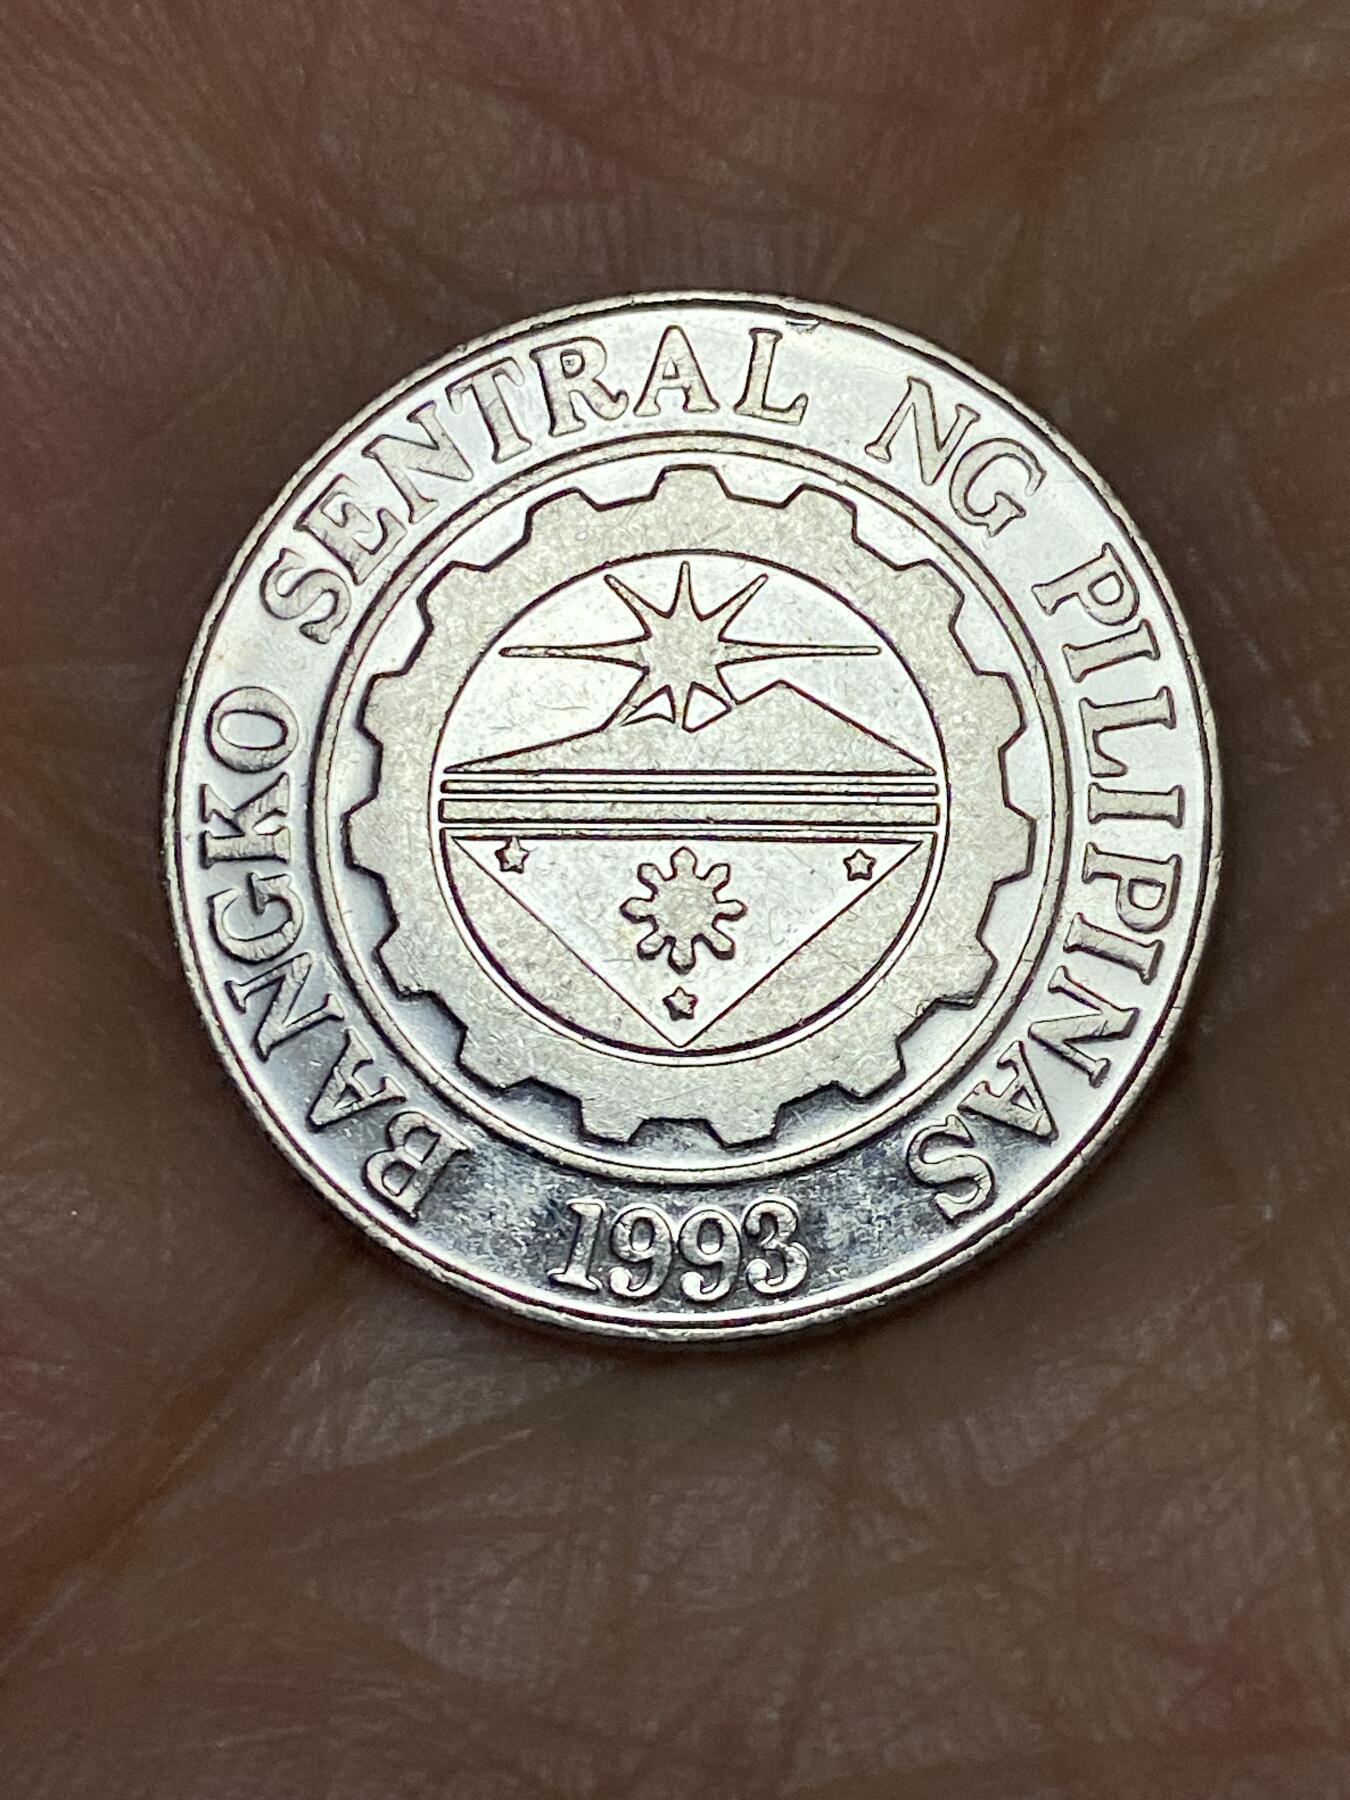 BANGKO SENTRAL NG PILIPINAS
1993